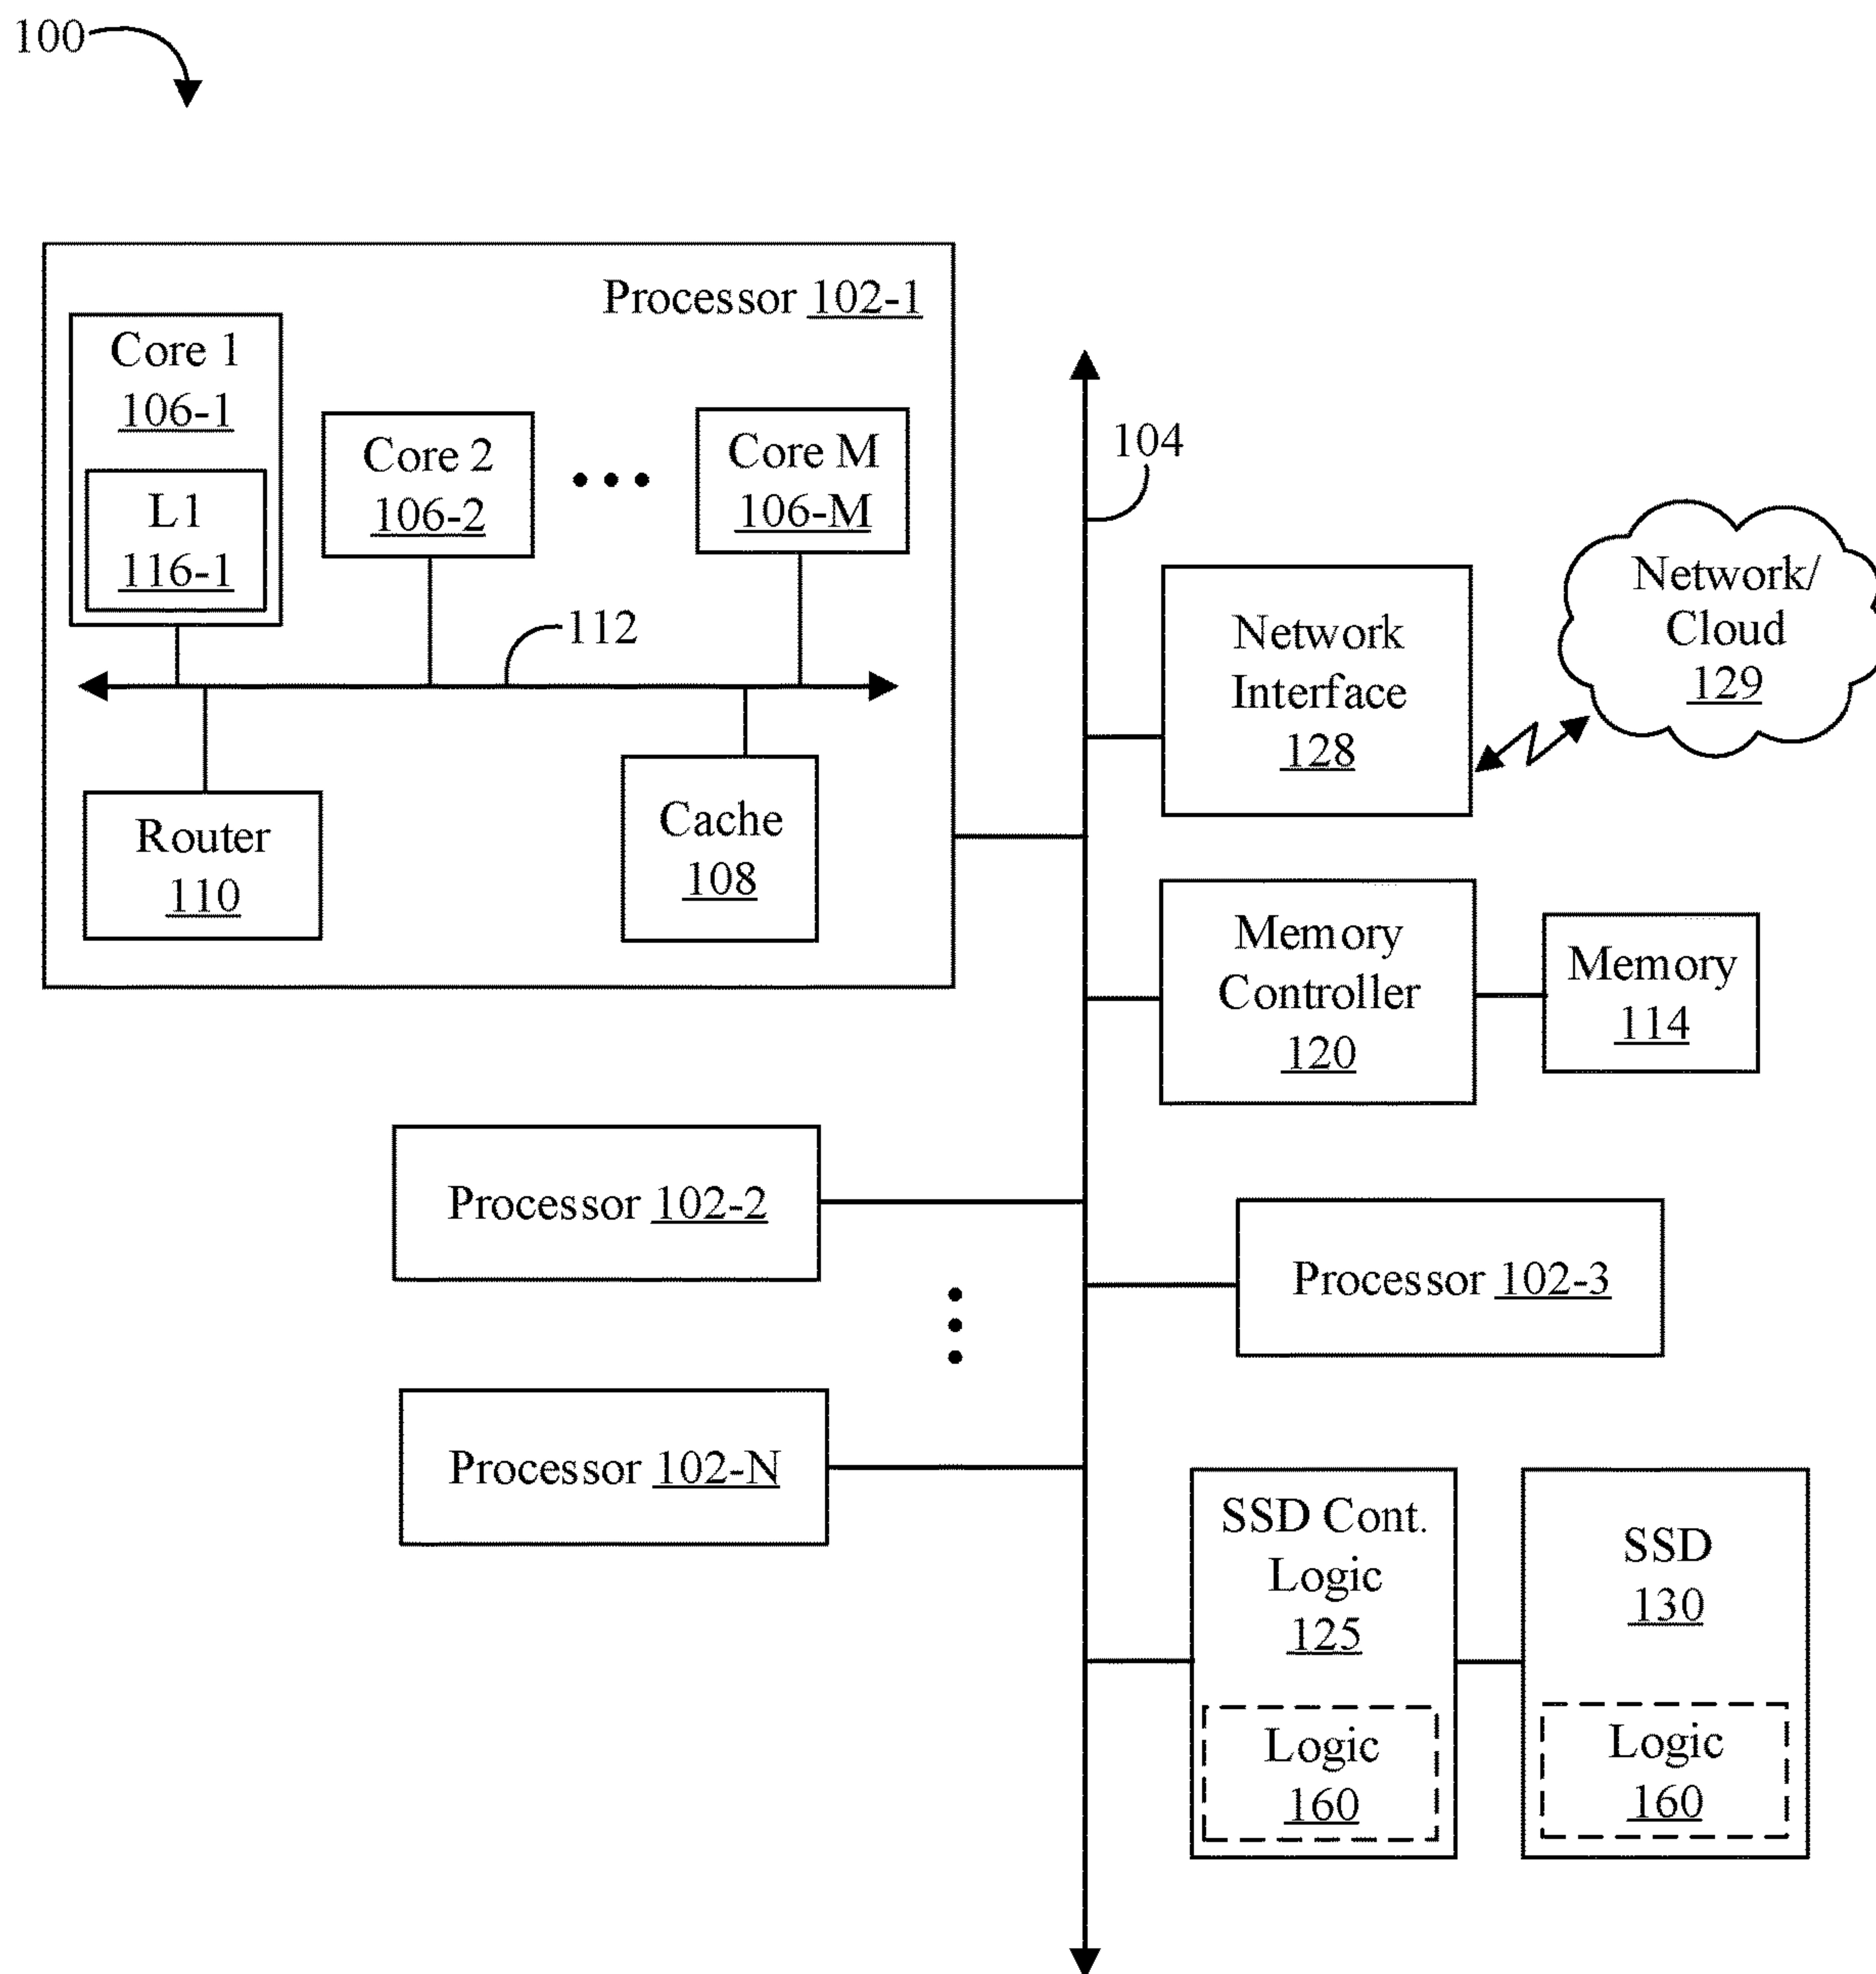 100
Processor 102-1
Core 1
106-1
L1
116-1
Core 2
106-2
Core M
106-M
112
Router
110
Cache
108
104
Network
Interface
128
Network/
Cloud
129
Memory
Controller
120
Memory
114
Processor 102-2
Processor 102-3
Processor 102-N
SSD Cont.
Logic
125
Logic
160
SSD
130
Logic
160